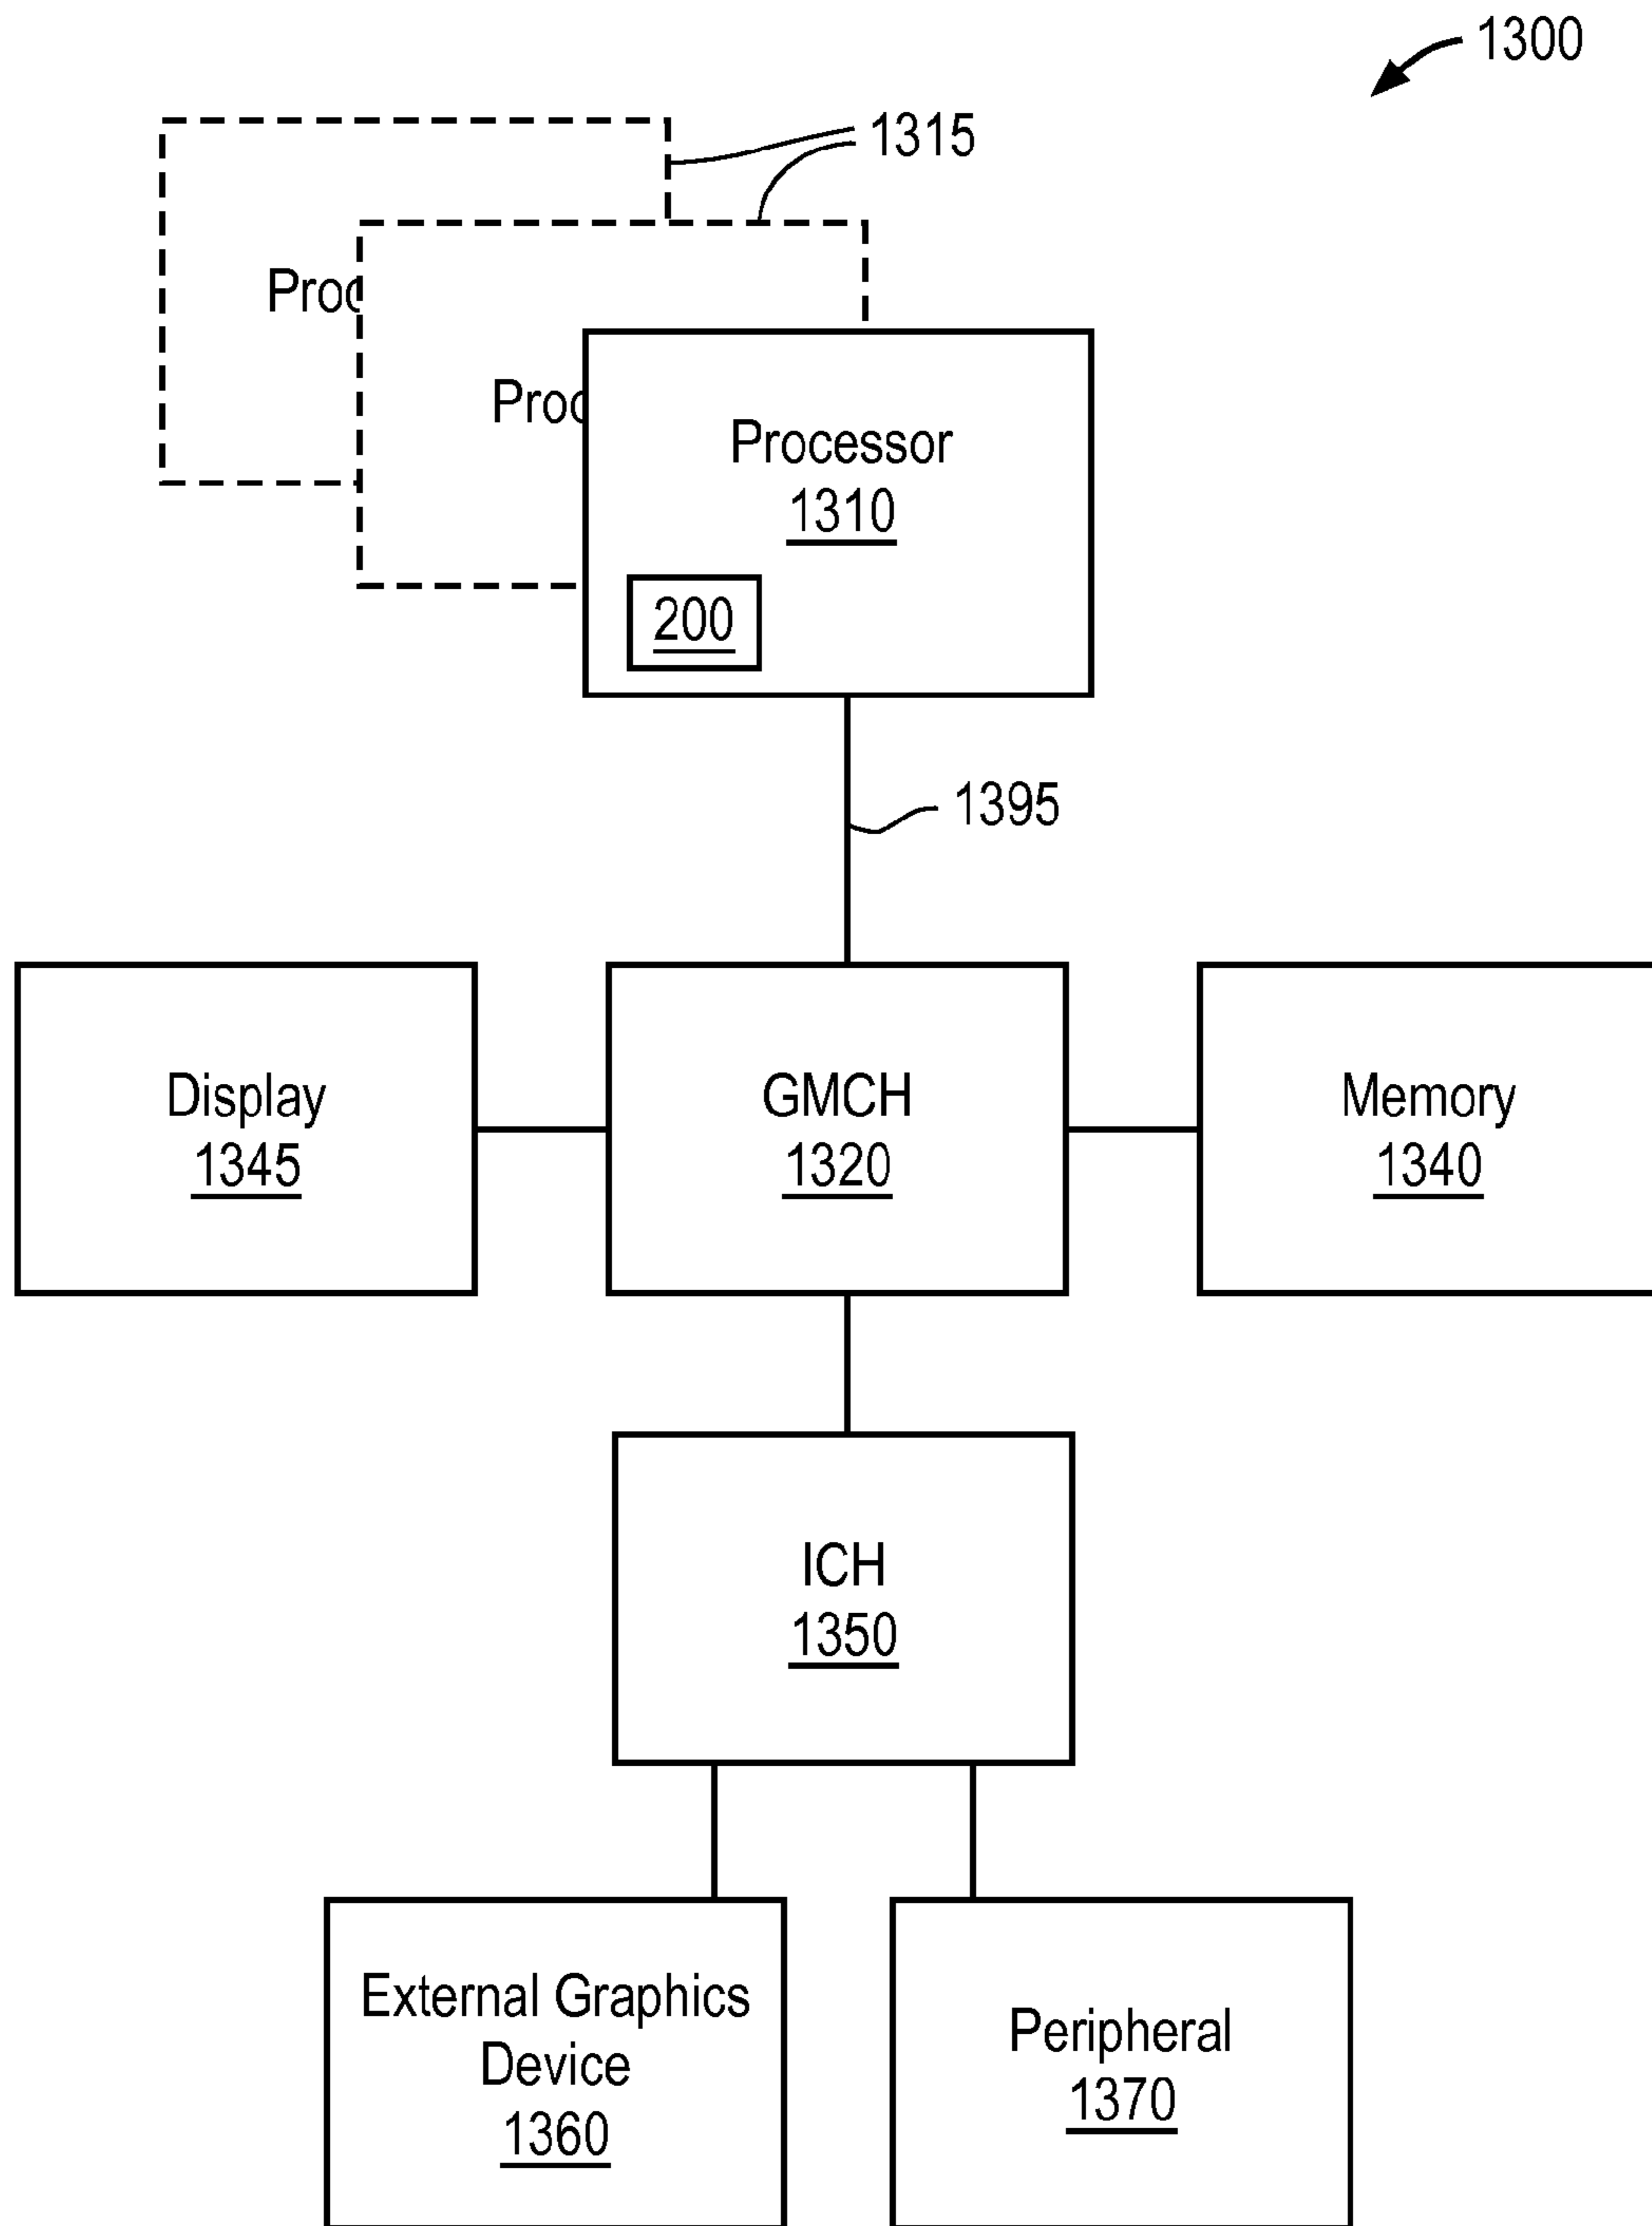 1300
1315
Proc
Proc
Processor
1310
200
1395
Display
1345
GMCH
1320
Memory
1340
ICH
1350
External Graphics
Device
1360
Peripheral
1370